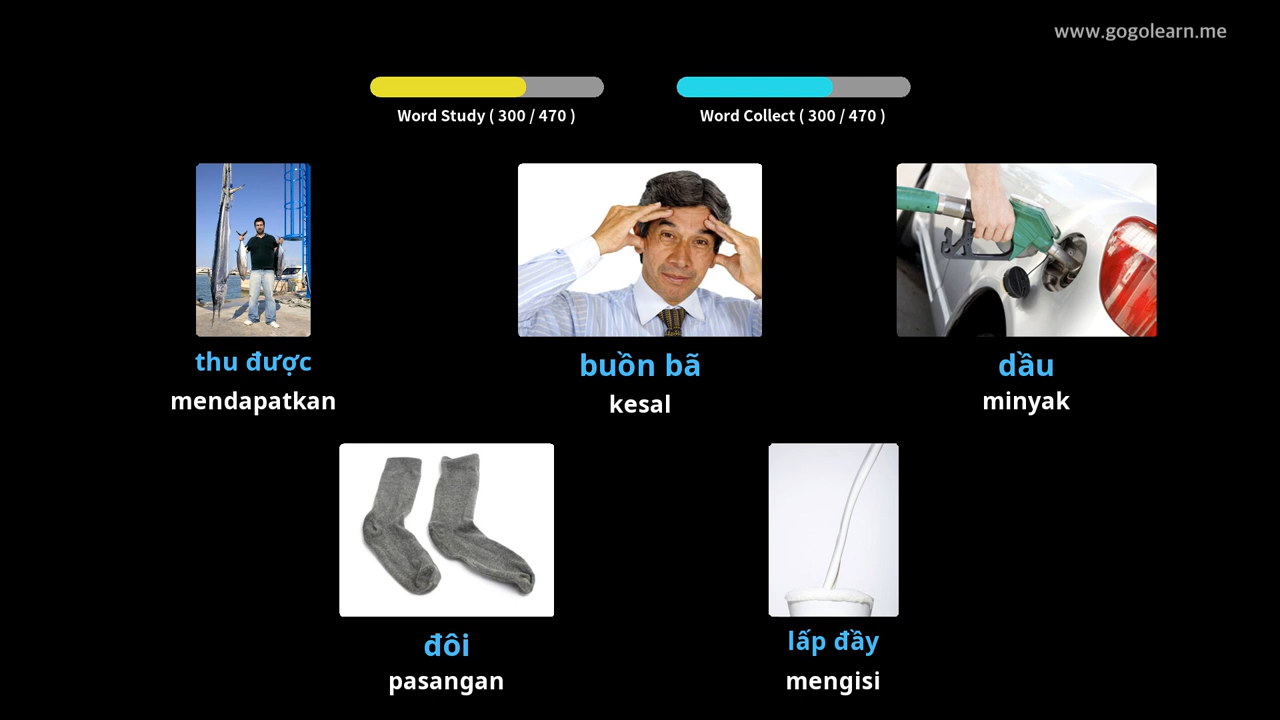 www.gogolearn.me
Word Study ( 300 / 470 )
Word Collect ( 300 / 470 )
thu được
mendapatkan
buồn bã
kesal
dầu
minyak
đôi
pasangan
lấp đầy
mengisi